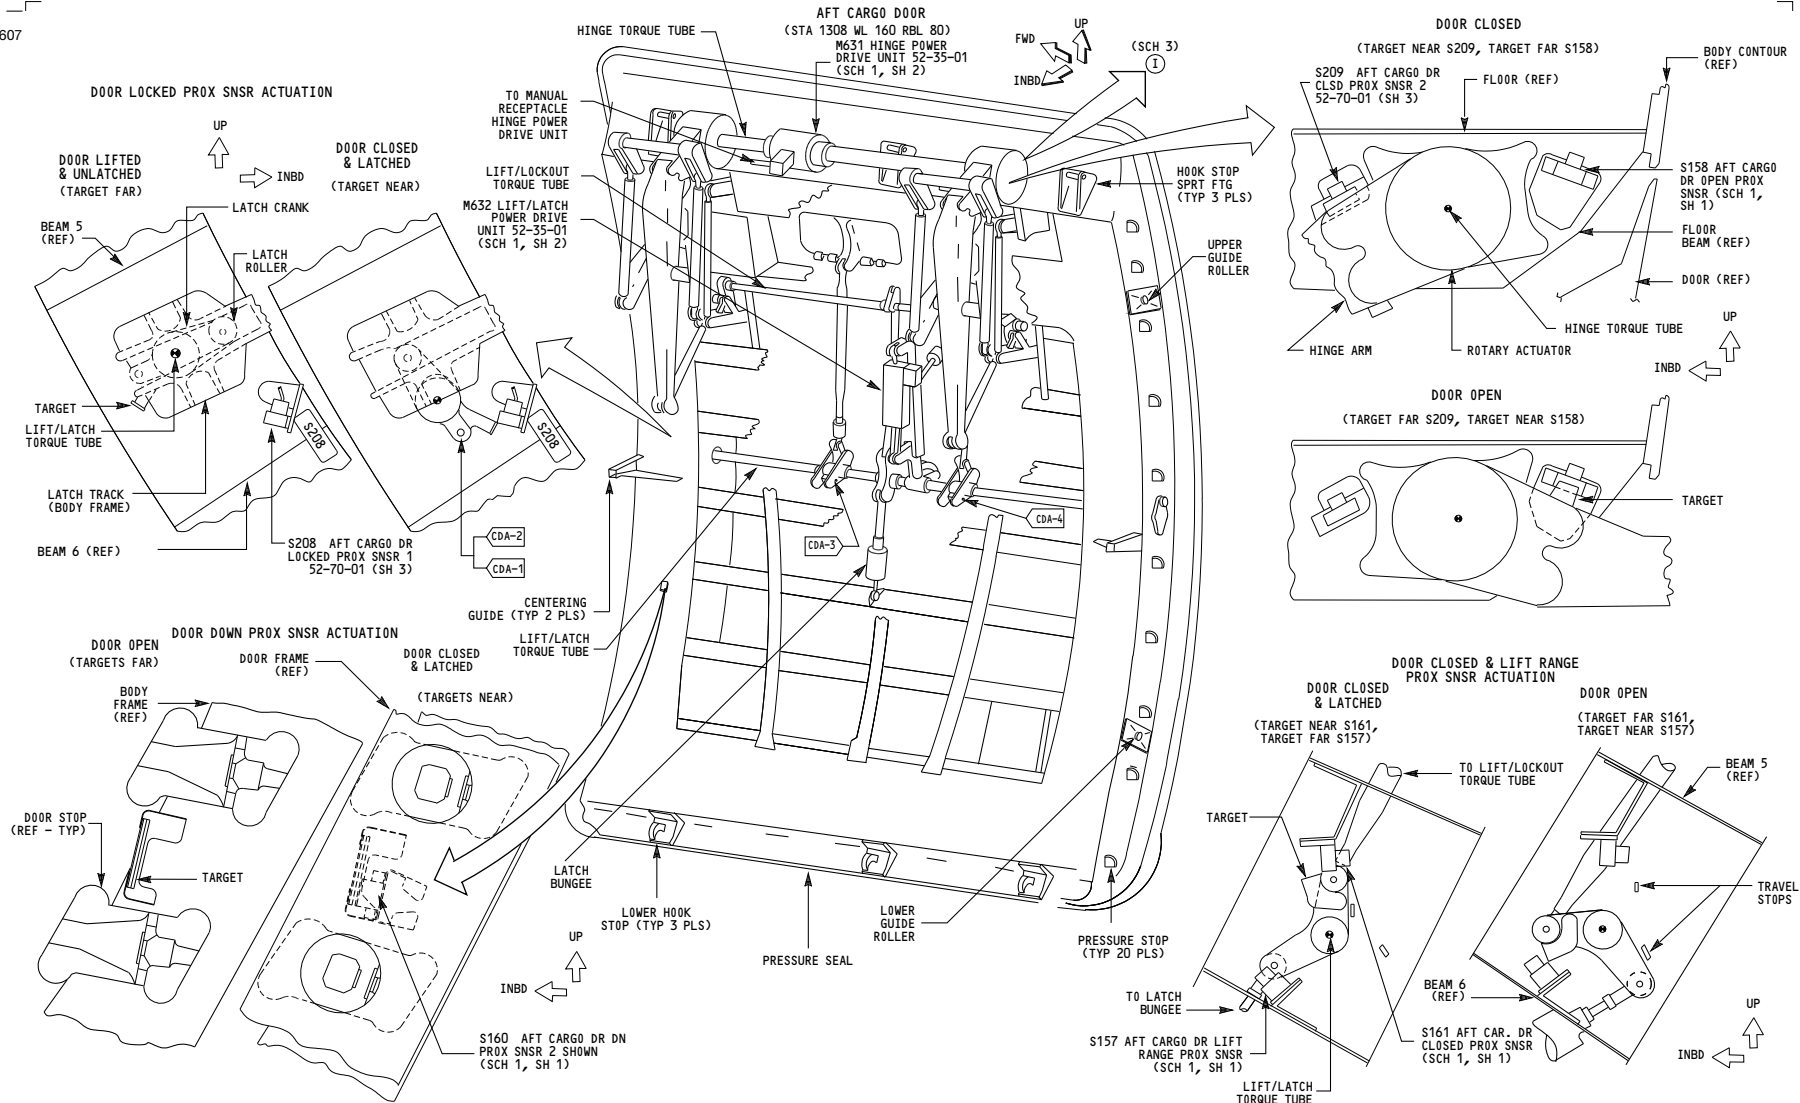 607
AFT CARGO DOOR
(STA 1308 WL 160 RBL 80)
HINGE TORQUE TUBE
M631 HINGE POWER
DRIVE UNIT 52-35-01
(SCH 1, SH 2)
FWD
UP
INBD
(SCH 3)
I
TO MANUAL
RECEPTACLE
HINGE POWER
DRIVE UNIT
LIFT/LOCKOUT
TORQUE TUBE
M632 LIFT/LATCH
POWER DRIVE
UNIT 52-35-01
(SCH 1, SH 2)
HOOK STOP
SPRT FTG
(TYP 3 PLS)
UPPER
GUIDE
ROLLER
CDA-3
CDA-4
CENTERING
GUIDE (TYP 2 PLS)
LIFT/LATCH
TORQUE TUBE
LATCH
BUNGEE
LOWER HOOK
STOP (TYP 3 PLS)
PRESSURE SEAL
LOWER
GUIDE
ROLLER
PRESSURE STOP
(TYP 20 PLS)
DOOR LOCKED PROX SNSR ACTUATION
UP
INBD
DOOR LIFTED
& UNLATCHED
(TARGET FAR)
DOOR CLOSED
& LATCHED
(TARGET NEAR)
LATCH CRANK
BEAM 5
(REF)
LATCH
ROLLER
TARGET
LIFT/LATCH
TORQUE TUBE
S208
S208
LATCH TRACK
(BODY FRAME)
BEAM 6 (REF)
S208 AFT CARGO DR
LOCKED PROX SNSR 1
52-70-01 (SH 3)
CDA-2
CDA-1
DOOR DOWN PROX SNSR ACTUATION
DOOR OPEN
(TARGETS FAR)
DOOR FRAME
(REF)
DOOR CLOSED
& LATCHED
(TARGETS NEAR)
BODY
FRAME
(REF)
DOOR STOP
(REF - TYP)
TARGET
UP
INBD
S160 AFT CARGO DR DN
PROX SNSR 2 SHOWN
(SCH 1, SH 1)
DOOR CLOSED
(TARGET NEAR S209, TARGET FAR S158)
BODY CONTOUR
(REF)
S209 AFT CARGO DR
CLSD PROX SNSR 2
52-70-01 (SH 3)
FLOOR (REF)
S158 AFT CARGO
DR OPEN PROX
SNSR (SCH 1,
SH 1)
FLOOR
BEAM (REF)
DOOR (REF)
HINGE TORQUE TUBE
HINGE ARM
ROTARY ACTUATOR
UP
INBD
DOOR OPEN
(TARGET FAR S209, TARGET NEAR S158)
TARGET
DOOR CLOSED & LIFT RANGE
PROX SNSR ACTUATION
DOOR CLOSED
& LATCHED
(TARGET NEAR S161,
TARGET FAR S157)
DOOR OPEN
(TARGET FAR S161,
TARGET NEAR S157)
TO LIFT/LOCKOUT
TORQUE TUBE
BEAM 5
(REF)
TARGET
TRAVEL
STOPS
BEAM 6
(REF)
TO LATCH
BUNGEE
S157 AFT CARGO DR LIFT
RANGE PROX SNSR
(SCH 1, SH 1)
S161 AFT CAR. DR
CLOSED PROX SNSR
(SCH 1, SH 1)
LIFT/LATCH
TORQUE TUBE
UP
INBD